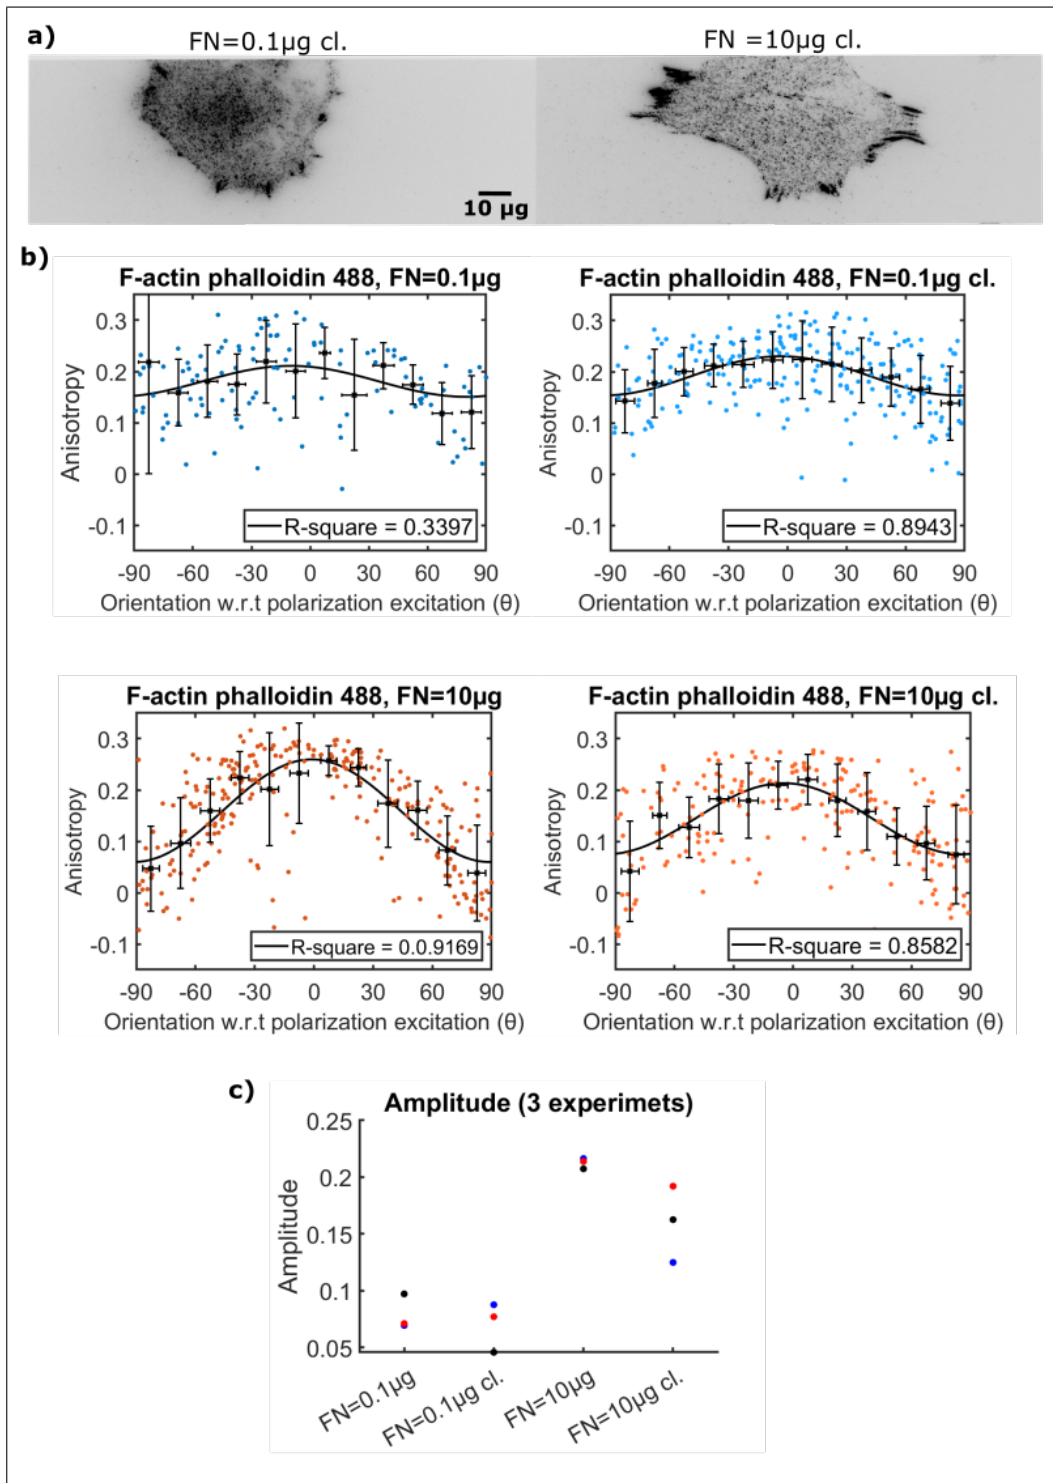 a)
FN=0.1µg cl.
FN =10µg cl.
10 µg
b)
F-actin phalloidin 488, FN=0.1µg
0.3
0.2
0.1
0
-0.1
Anisotropy
R-square = 0.3397
-90 -60 -30 0 30 60 90
Orientation w.r.t polarization excitation (θ)
F-actin phalloidin 488, FN=0.1µg cl.
0.3
0.2
0.1
0
-0.1
Anisotropy
R-square = 0.8943
-90 -60 -30 0 30 60 90
Orientation w.r.t polarization excitation (θ)
F-actin phalloidin 488, FN=10µg
0.3
0.2
0.1
0
-0.1
Anisotropy
R-square = 0.0.9169
-90 -60 -30 0 30 60 90
Orientation w.r.t polarization excitation (θ)
F-actin phalloidin 488, FN=10µg cl.
0.3
0.2
0.1
0
-0.1
Anisotropy
R-square = 0.8582
-90 -60 -30 0 30 60 90
Orientation w.r.t polarization excitation (θ)
c)
Amplitude (3 experimets)
0.25
0.2
0.15
0.1
0.05
Amplitude
FN=0.1µg
FN=0.1µg cl.
FN=10µg
FN=10µg cl.